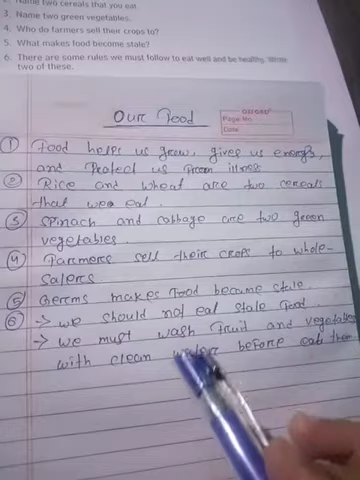 Name two cereals that you eat.
3. Name two green vegetables.
4. Who do farmers sell their crops to?
5. What makes food become stale?
6. There are some rules we must follow to eat well and be healthy. Write
two of these.
Our Food
OXFORD
Page No.
Date
① Food helps us grow, gives us energy,
and Protect us From illness
② Rice and wheat are two cereals
that we eat.
③ Spinach and cabbage are two green
vegetables.
④ Farmers sell their crops to whole-
salers
⑤ Germs makes Food become stale.
⑥ → we should not eat stale Food.
→ we must wash Fruit and vegetables
with clean water before eat them